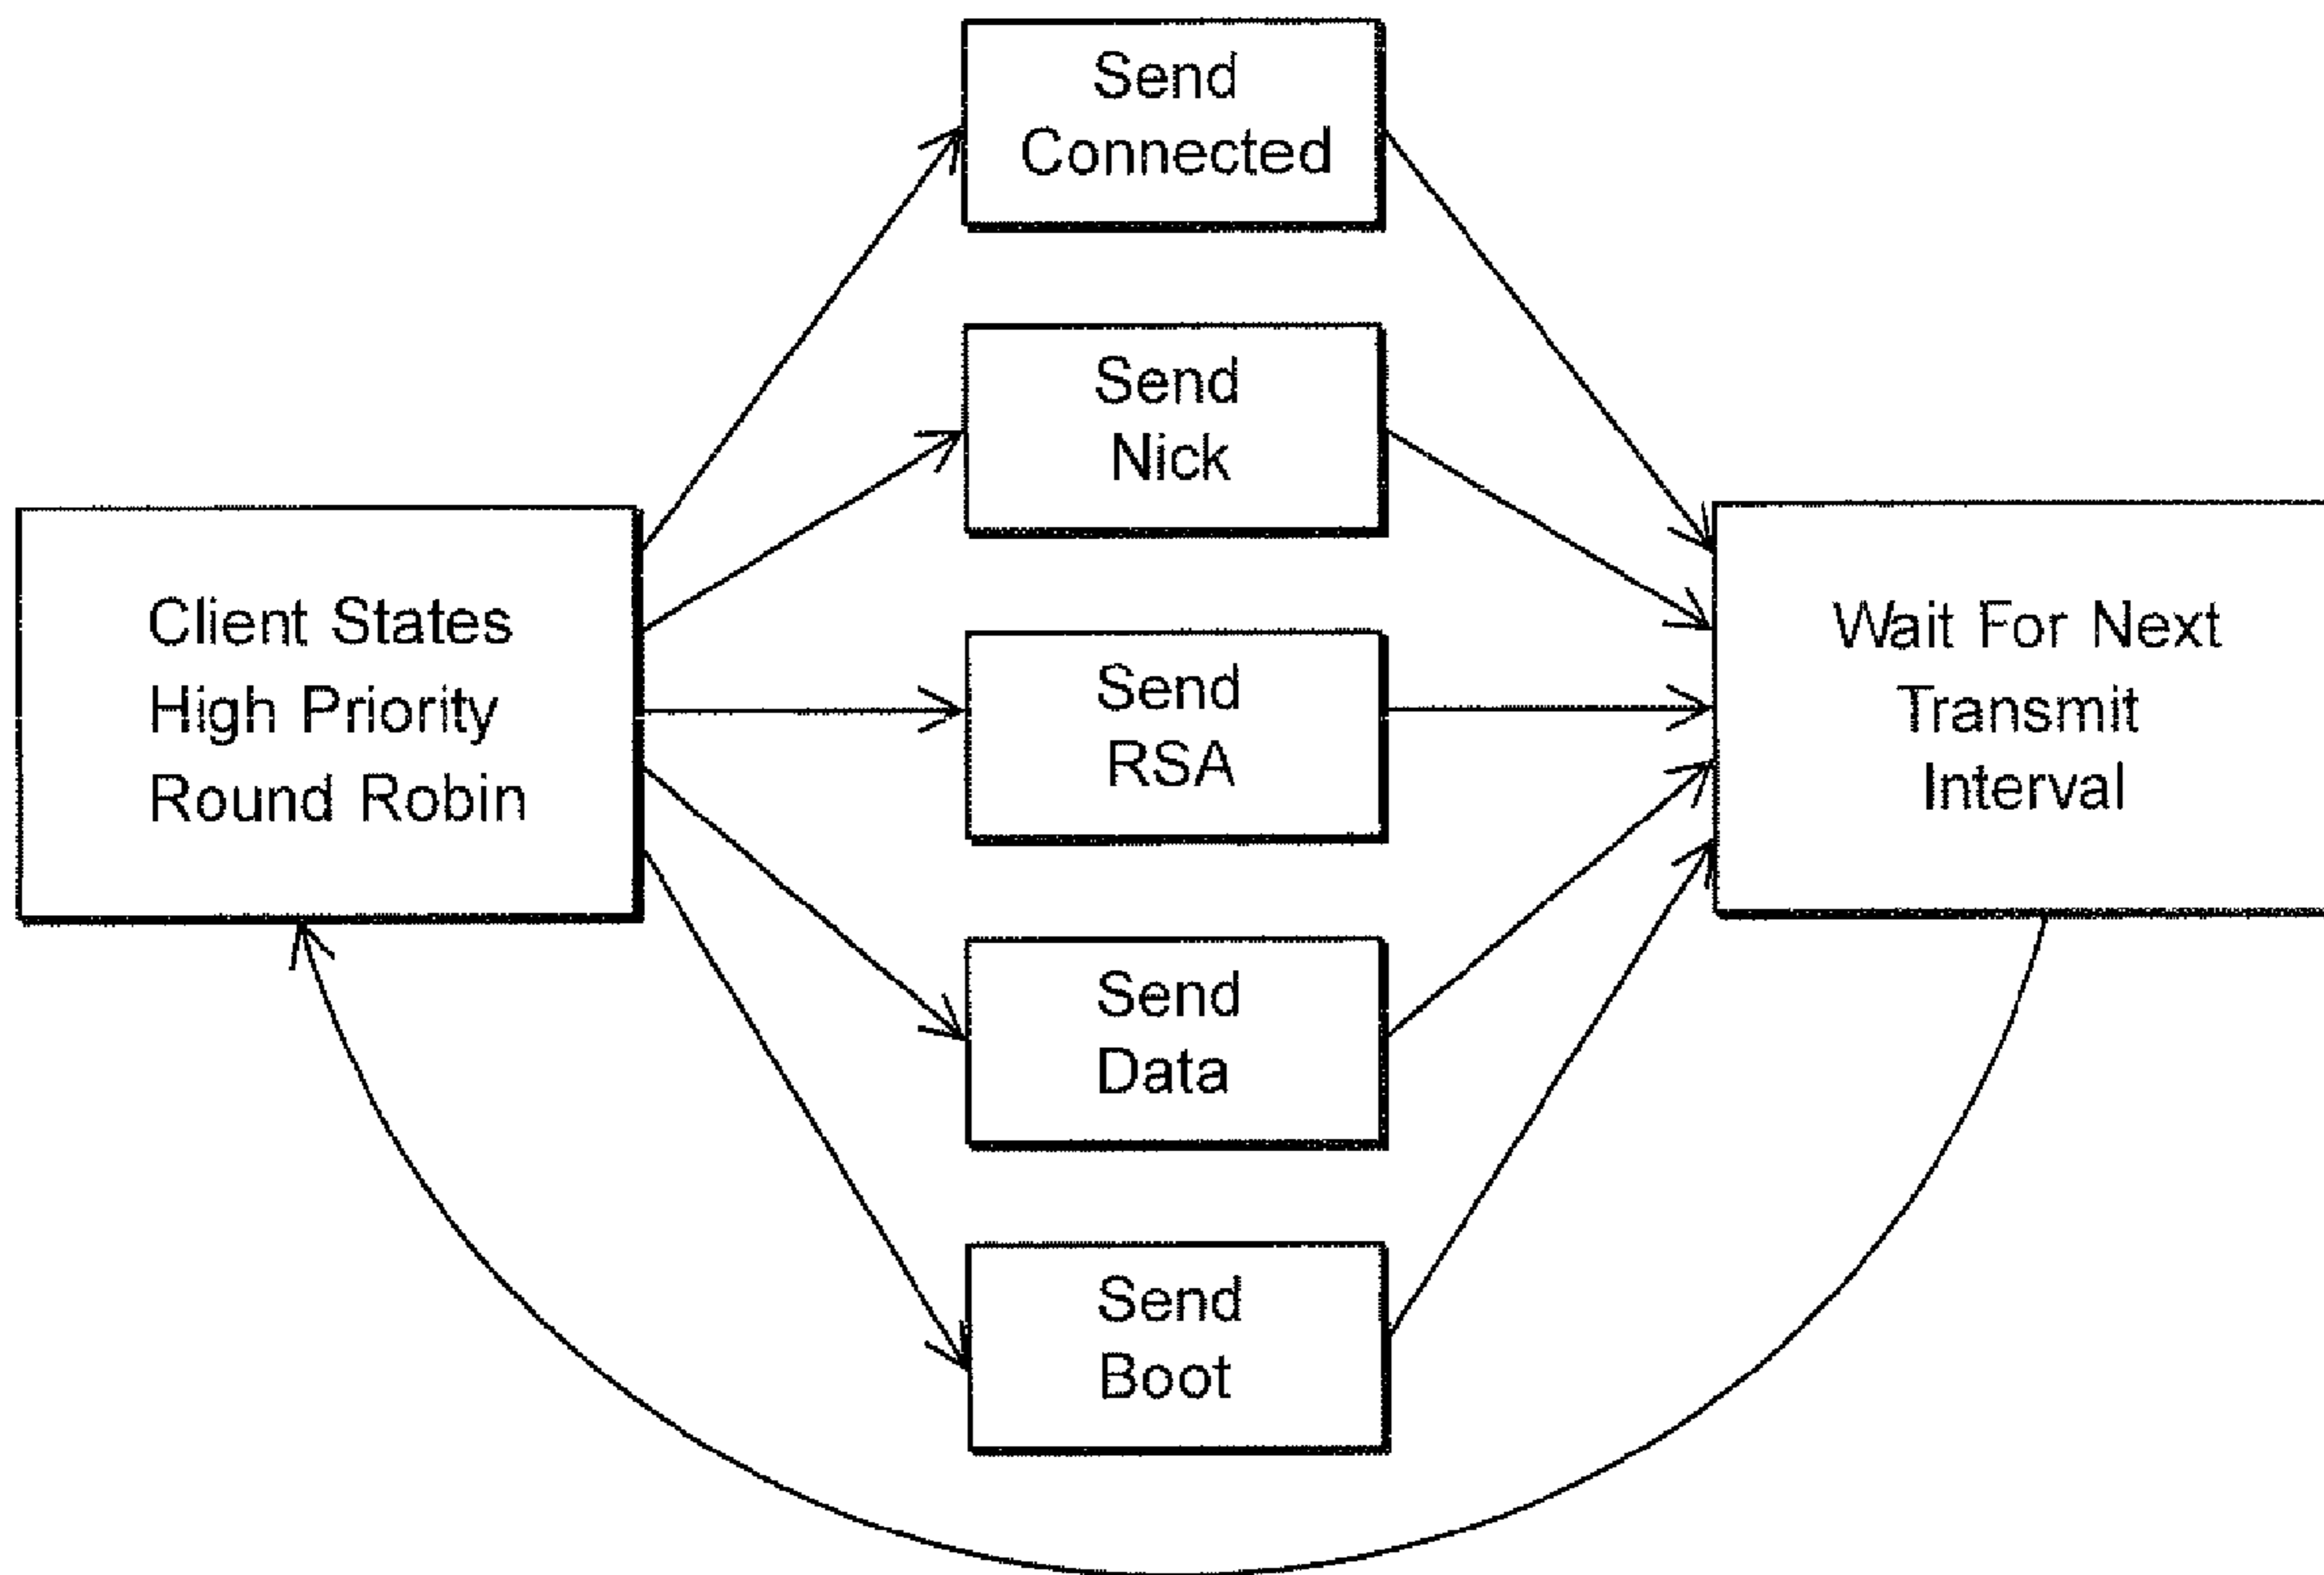 Send
Connected
Send
Nick
Client States
High Priority
Round Robin
Send
RSA
Wait For Next
Transmit
Interval
Send
Data
Send
Boot